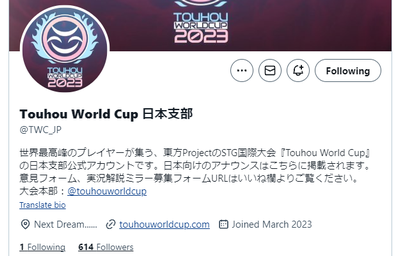 TOUHOU
WORLDCUP
2023
TOUHOU
WORLDCUP
2023
Following
Touhou World Cup 日本支部
@TWC_JP
世界最高峰のプレイヤーが集う、東方ProjectのSTG国際大会『Touhou World Cup』
の日本支部公式アカウントです。日本向けのアナウンスはこちらに掲載されます。
意見フォーム、実況解説ミラー募集フォームURLはいいね欄よりご覧ください。
大会本部：@touhouworldcup
Translate bio
Next Dream...... touhouworldcup.com Joined March 2023
1 Following 614 Followers